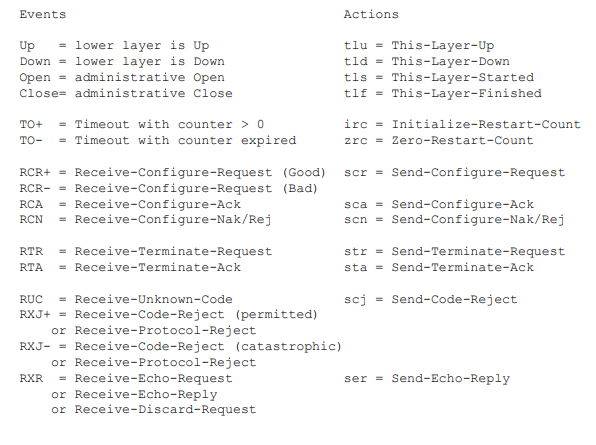 Events                                    Actions
Up   = lower layer is Up                  tlu = This-Layer-Up
Down = lower layer is Down                tld = This-Layer-Down
Open = administrative Open                tls = This-Layer-Started
Close= administrative Close               tlf = This-Layer-Finished
TO+  = Timeout with counter > 0           irc = Initialize-Restart-Count
TO-  = Timeout with counter expired       zrc = Zero-Restart-Count
RCR+ = Receive-Configure-Request (Good)   scr = Send-Configure-Request
RCR- = Receive-Configure-Request (Bad)
RCA  = Receive-Configure-Ack              sca = Send-Configure-Ack
RCN  = Receive-Configure-Nak/Rej          scn = Send-Configure-Nak/Rej
RTR  = Receive-Terminate-Request          str = Send-Terminate-Request
RTA  = Receive-Terminate-Ack              sta = Send-Terminate-Ack
RUC  = Receive-Unknown-Code               scj = Send-Code-Reject
RXJ+ = Receive-Code-Reject (permitted)
    or Receive-Protocol-Reject
RXJ- = Receive-Code-Reject (catastrophic)
    or Receive-Protocol-Reject
RXR  = Receive-Echo-Request               ser = Send-Echo-Reply
    or Receive-Echo-Reply
    or Receive-Discard-Request